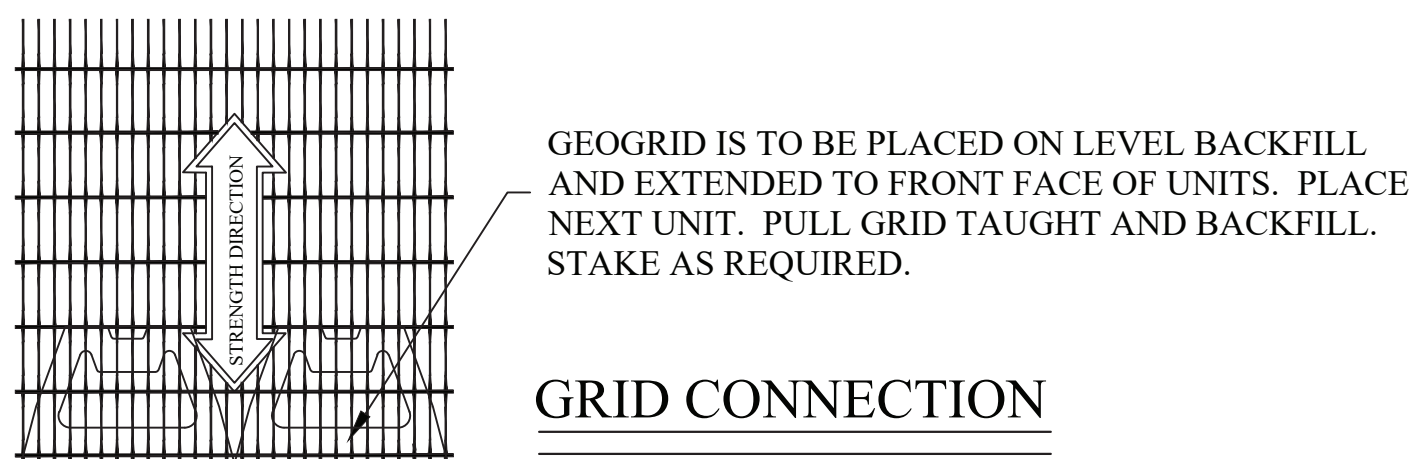 STRENGTH DIRECTION
GEOGRID IS TO BE PLACED ON LEVEL BACKFILL
AND EXTENDED TO FRONT FACE OF UNITS.  PLACE
NEXT UNIT.  PULL GRID TAUGHT AND BACKFILL.
STAKE AS REQUIRED.
GRID CONNECTION